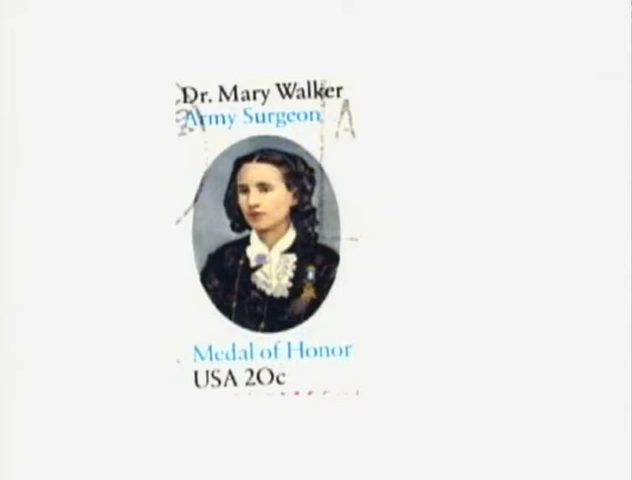 Dr. Mary Walker
Army Surgeon
A
Medal of Honor
USA 20c